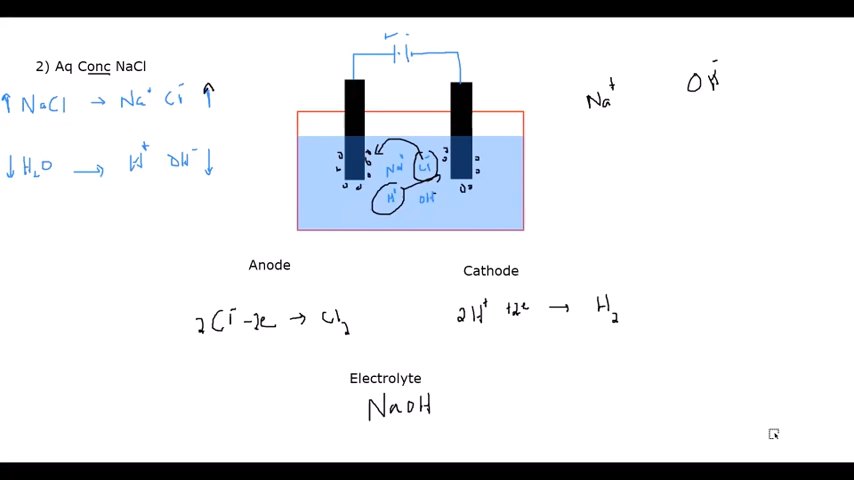 2) Aq Conc NaCl
↑ NaCl → Na⁺ Cl⁻ ↑
↓ H₂O → H⁺ OH⁻ ↓
Na⁺ Cl⁻
H⁺ OH⁻
Na⁺ OH⁻
Anode
Cathode
2Cl⁻ -2e → Cl₂
2H⁺ +2e → H₂
Electrolyte
NaOH